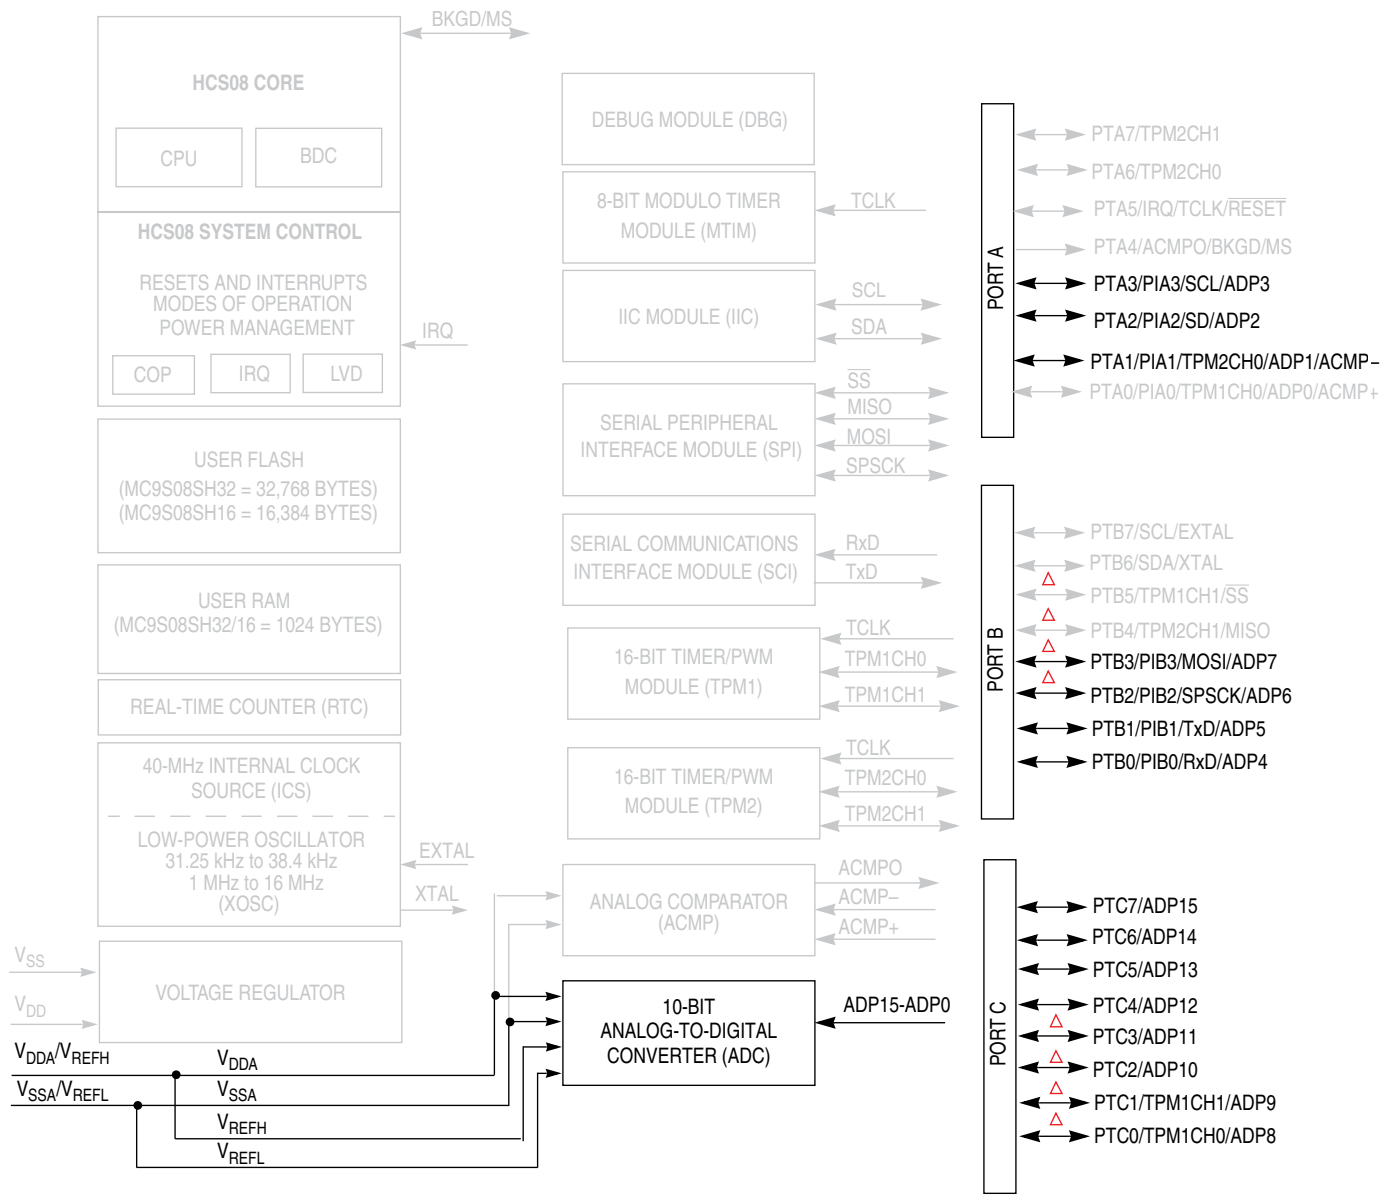 BKGD/MS
HCS08 CORE
CPU
BDC
HCS08 SYSTEM CONTROL
RESETS AND INTERRUPTS
MODES OF OPERATION
POWER MANAGEMENT
COP
IRQ
LVD
IRQ
USER FLASH
(MC9S08SH32 = 32,768 BYTES)
(MC9S08SH16 = 16,384 BYTES)
USER RAM
(MC9S08SH32/16 = 1024 BYTES)
REAL-TIME COUNTER (RTC)
40-MHz INTERNAL CLOCK
SOURCE (ICS)
LOW-POWER OSCILLATOR
31.25 kHz to 38.4 kHz
1 MHz to 16 MHz
(XOSC)
EXTAL
XTAL
VSS
VDD
VOLTAGE REGULATOR
VDDA/VREFH
VSSA/VREFL
VDDA
VSSA
VREFH
VREFL
DEBUG MODULE (DBG)
8-BIT MODULO TIMER
MODULE (MTIM)
TCLK
IIC MODULE (IIC)
SCL
SDA
SERIAL PERIPHERAL
INTERFACE MODULE (SPI)
SS
MISO
MOSI
SPSCK
SERIAL COMMUNICATIONS
INTERFACE MODULE (SCI)
RxD
TxD
16-BIT TIMER/PWM
MODULE (TPM1)
TCLK
TPM1CH0
TPM1CH1
16-BIT TIMER/PWM
MODULE (TPM2)
TCLK
TPM2CH0
TPM2CH1
ANALOG COMPARATOR
(ACMP)
ACMPO
ACMP–
ACMP+
10-BIT
ANALOG-TO-DIGITAL
CONVERTER (ADC)
ADP15-ADP0
PORT A
PTA7/TPM2CH1
PTA6/TPM2CH0
PTA5/IRQ/TCLK/RESET
PTA4/ACMPO/BKGD/MS
PTA3/PIA3/SCL/ADP3
PTA2/PIA2/SD/ADP2
PTA1/PIA1/TPM2CH0/ADP1/ACMP–
PTA0/PIA0/TPM1CH0/ADP0/ACMP+
PORT B
PTB7/SCL/EXTAL
PTB6/SDA/XTAL
PTB5/TPM1CH1/SS
PTB4/TPM2CH1/MISO
PTB3/PIB3/MOSI/ADP7
PTB2/PIB2/SPSCK/ADP6
PTB1/PIB1/TxD/ADP5
PTB0/PIB0/RxD/ADP4
PORT C
PTC7/ADP15
PTC6/ADP14
PTC5/ADP13
PTC4/ADP12
PTC3/ADP11
PTC2/ADP10
PTC1/TPM1CH1/ADP9
PTC0/TPM1CH0/ADP8